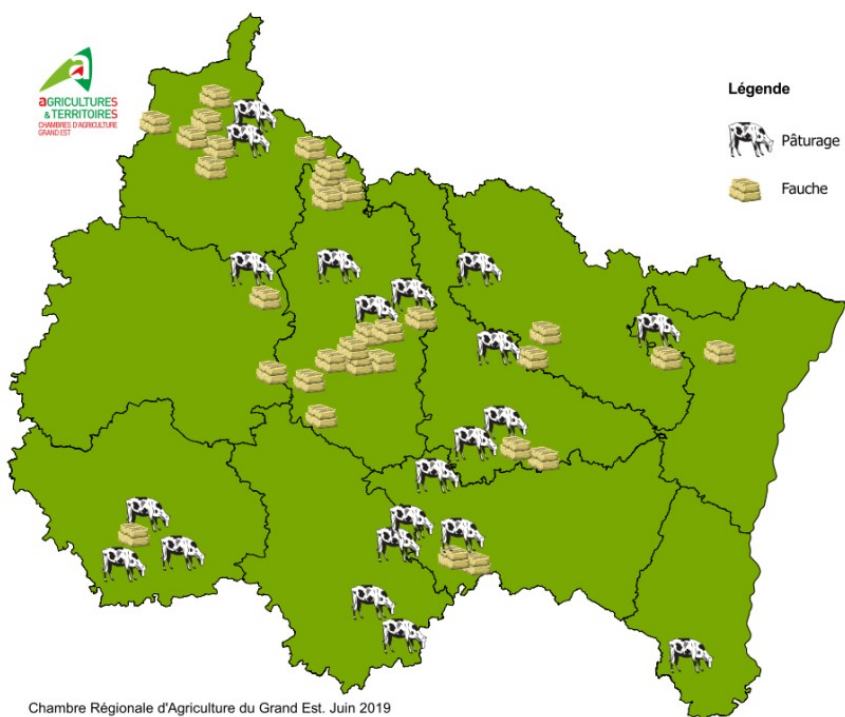 AGRICULTURES
& TERRITOIRES
CHAMBRES D'AGRICULTURE
GRAND EST
Légende
Pâturage
Fauche
Chambre Régionale d'Agriculture du Grand Est. Juin 2019